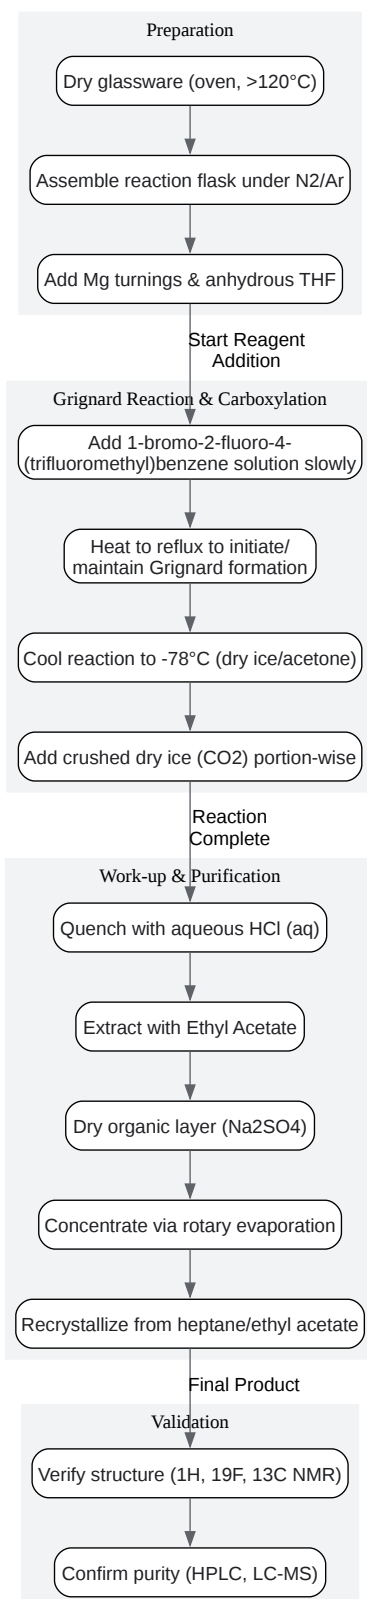 Preparation
Dry glassware (oven, >120°C)
Assemble reaction flask under N2/Ar
Add Mg turnings & anhydrous THF
Start Reagent
Addition
Grignard Reaction & Carboxylation
Add 1-bromo-2-fluoro-4-
(trifluoromethyl)benzene solution slowly
Heat to reflux to initiate/
maintain Grignard formation
Cool reaction to -78°C (dry ice/acetone)
Add crushed dry ice (CO2) portion-wise
Reaction
Complete
Work-up & Purification
Quench with aqueous HCl (aq)
Extract with Ethyl Acetate
Dry organic layer (Na2SO4)
Concentrate via rotary evaporation
Recrystallize from heptane/ethyl acetate
Final Product
Validation
Verify structure (1H, 19F, 13C NMR)
Confirm purity (HPLC, LC-MS)